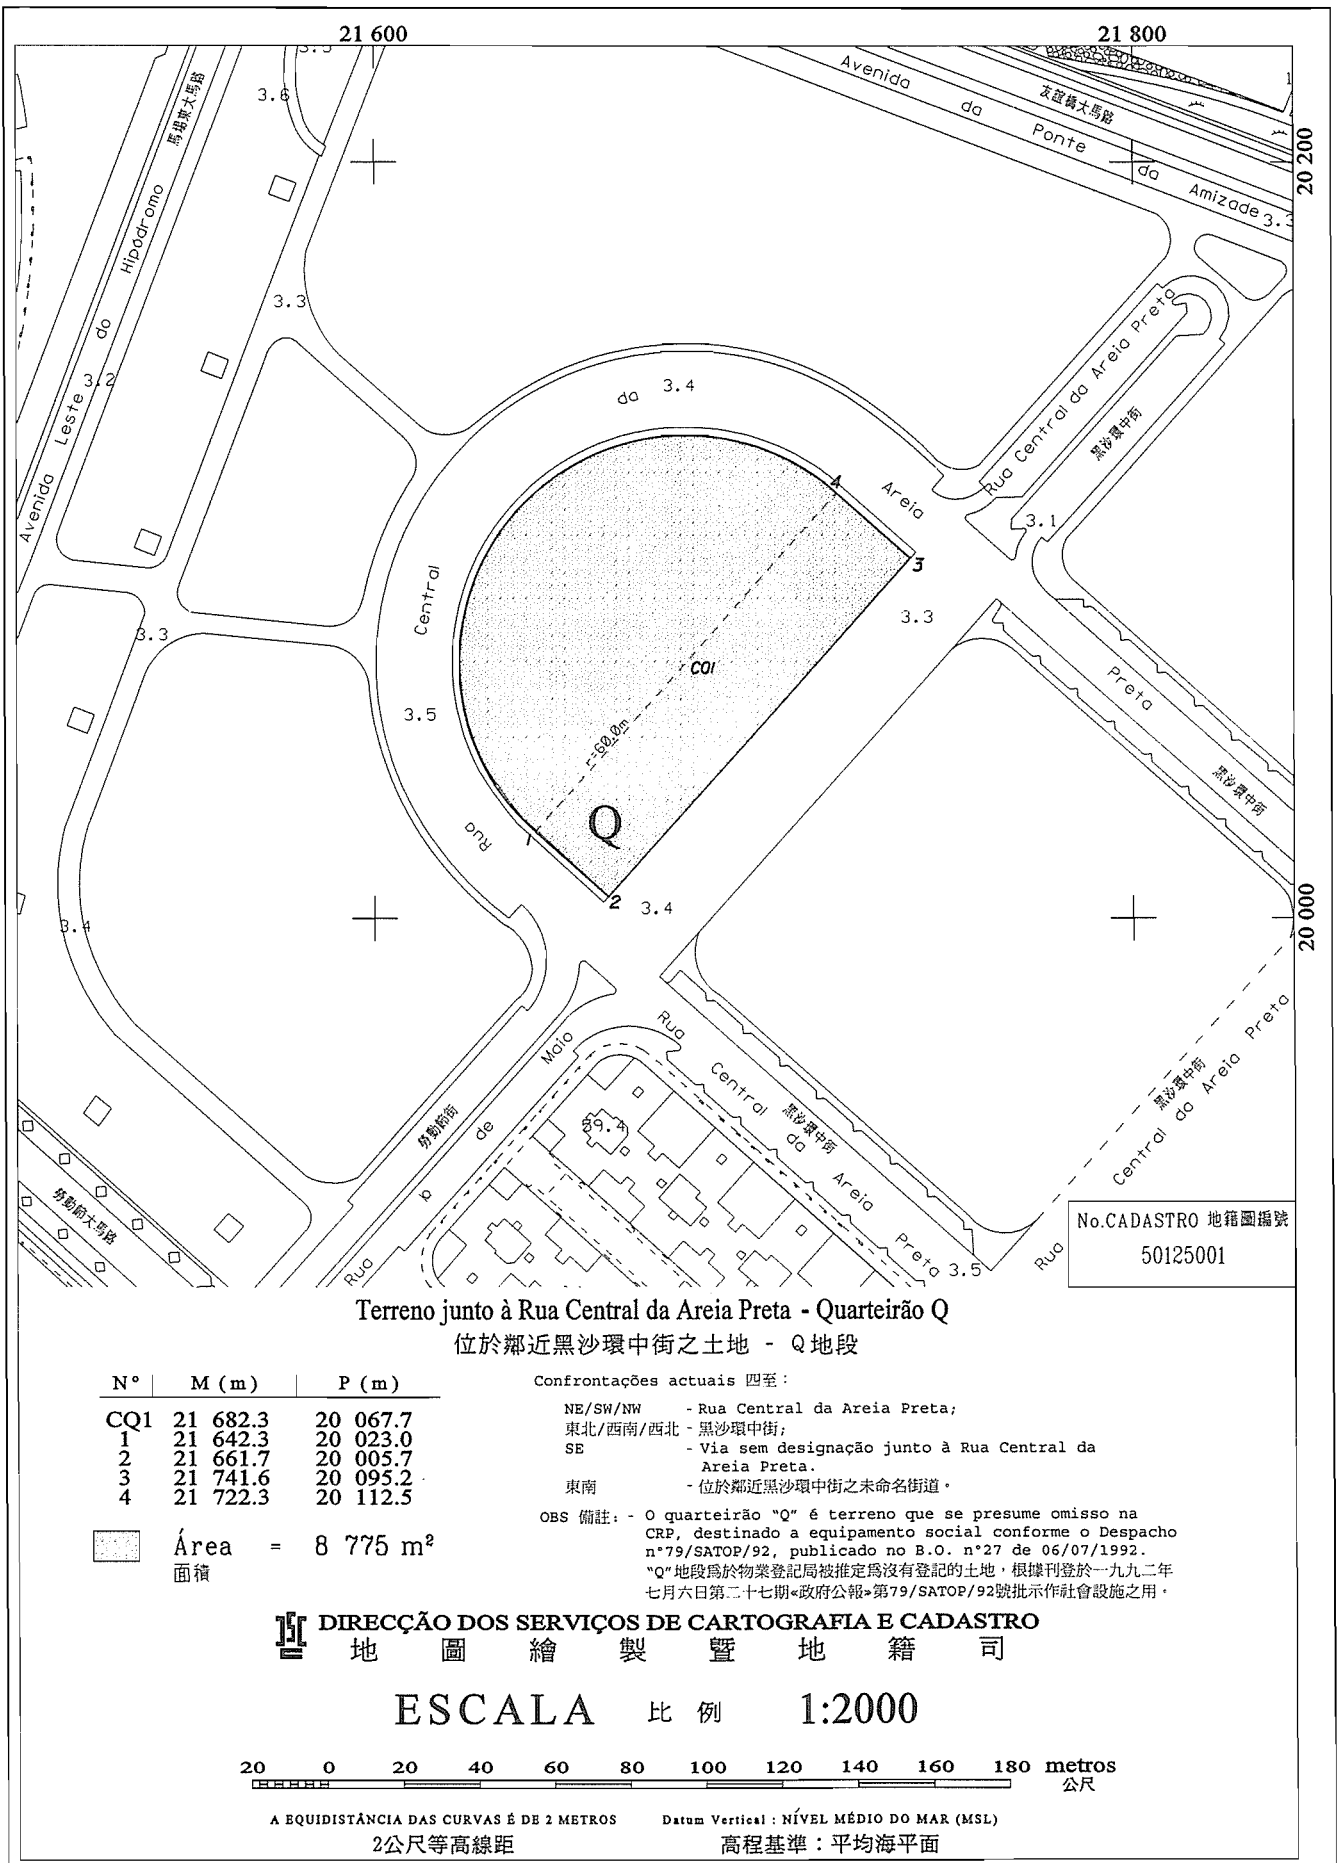 21 600
21 800
20 200
20 000
3.5
3.6
Avenida Leste do Hipódromo
馬場東大馬路
Avenida da Ponte da Amizade
友誼橋大馬路
3.3
3.3
3.2
3.4
da
Rua Central da Areia Preta
黑沙環中街
4
Areia
3.1
3
Central
3.3
3.3
CQ1
Preta
3.5
r=60.0m
黑沙環中街
Q
Rua
1
2
3.4
3.4
Rua Central da Areia Preta
黑沙環中街
Maio
de
º
Rua
勞動節街
59.4
勞動節大馬路
3.5
Rua Central da Areia Preta
黑沙環中街
No.CADASTRO 地籍圖編號
50125001
Terreno junto à Rua Central da Areia Preta - Quarteirão Q
位於鄰近黑沙環中街之土地 - Q地段
Nº M (m) P (m)
CQ1 21 682.3 20 067.7
1 21 642.3 20 023.0
2 21 661.7 20 005.7
3 21 741.6 20 095.2
4 21 722.3 20 112.5
Área = 8 775 m²
面積
Confrontações actuais 四至：
NE/SW/NW - Rua Central da Areia Preta;
東北/西南/西北 - 黑沙環中街;
SE - Via sem designação junto à Rua Central da
Areia Preta.
東南 - 位於鄰近黑沙環中街之未命名街道。
OBS 備註: - O quarteirão "Q" é terreno que se presume omisso na
CRP, destinado a equipamento social conforme o Despacho
nº79/SATOP/92, publicado no B.O. nº27 de 06/07/1992.
"Q"地段爲於物業登記局被推定爲沒有登記的土地，根據刊登於一九九二年
七月六日第二十七期«政府公報»第79/SATOP/92號批示作社會設施之用。
DIRECÇÃO DOS SERVIÇOS DE CARTOGRAFIA E CADASTRO
地圖繪製暨地籍司
ESCALA 比例 1:2000
20 0 20 40 60 80 100 120 140 160 180 metros
公尺
A EQUIDISTÂNCIA DAS CURVAS É DE 2 METROS Datum Vertical : NÍVEL MÉDIO DO MAR (MSL)
2公尺等高線距 高程基準：平均海平面